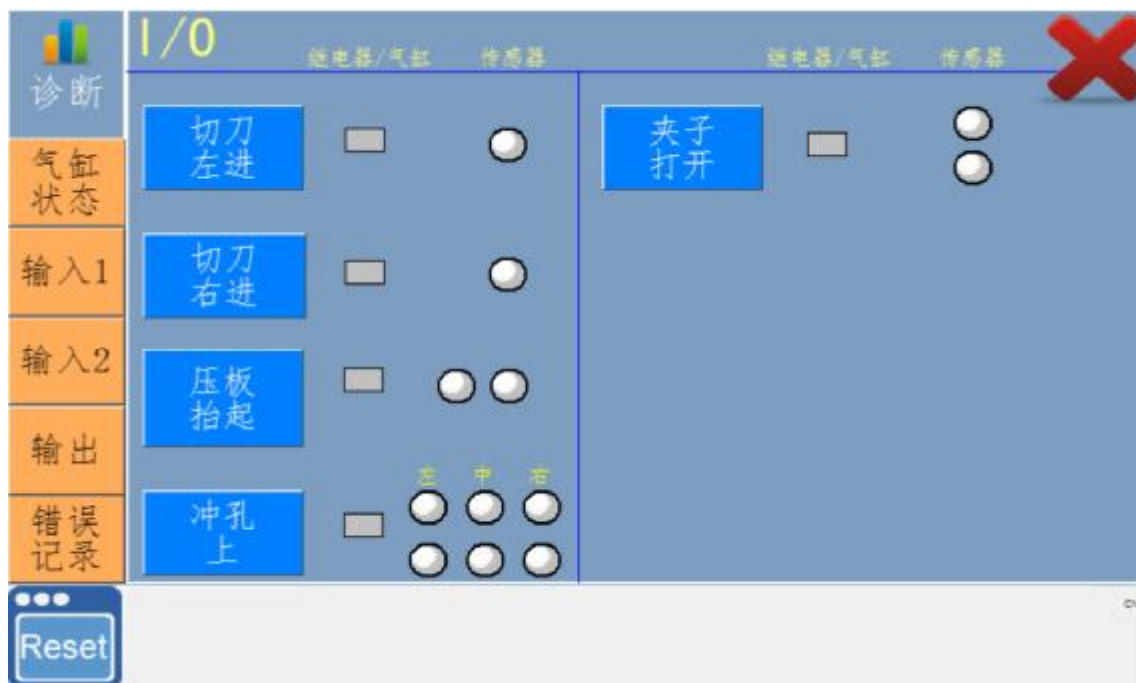 I/O
继电器/气缸 传感器 继电器/气缸 传感器
诊断
气缸
状态
输入1
输入2
输出
错误
记录
切刀
左进
切刀
右进
压板
抬起
左 中 右
冲孔
上
夹子
打开
Reset